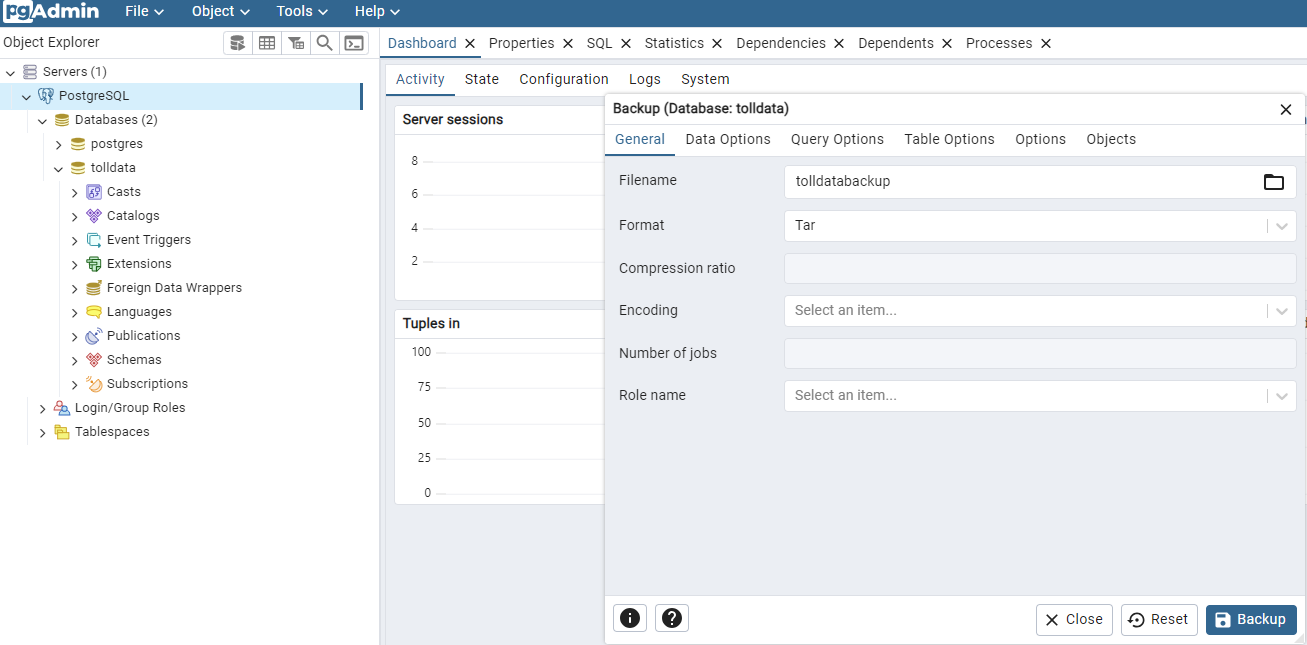 pgAdmin File Object Tools Help
Object Explorer
Servers (1)
PostgreSQL
Databases (2)
postgres
tolldata
Casts
Catalogs
Event Triggers
Extensions
Foreign Data Wrappers
Languages
Publications
Schemas
Subscriptions
Login/Group Roles
Tablespaces
Dashboard Properties SQL Statistics Dependencies Dependents Processes
Activity State Configuration Logs System
Server sessions
8
6
4
2
Tuples in
100
75
50
25
0
Backup (Database: tolldata)
General Data Options Query Options Table Options Options Objects
Filename tolldatabackup
Format Tar
Compression ratio
Encoding Select an item...
Number of jobs
Role name Select an item...
Close Reset Backup